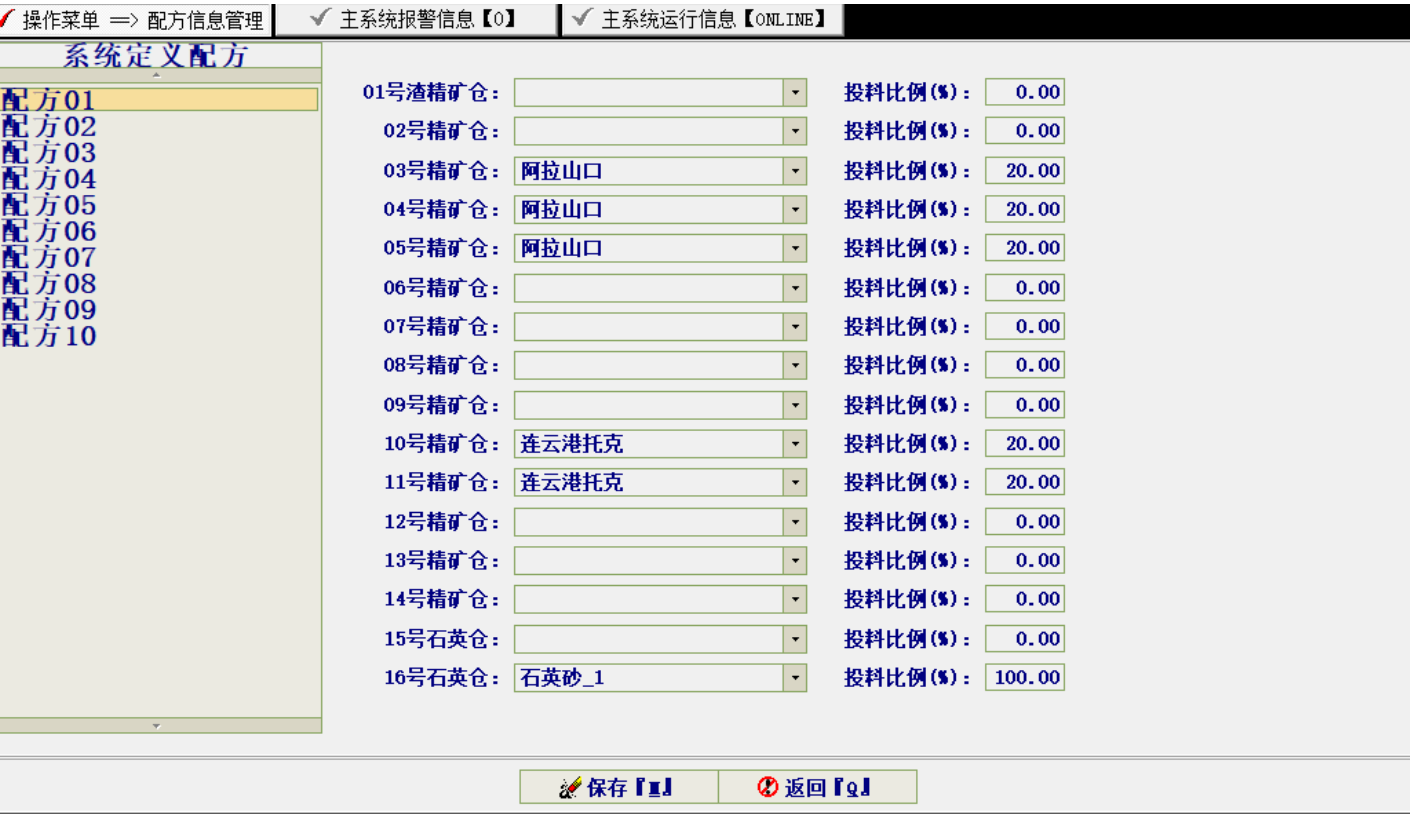 操作菜单 => 配方信息管理 主系统报警信息【0】 主系统运行信息【ONLINE】
系统定义配方
配方01
配方02
配方03
配方04
配方05
配方06
配方07
配方08
配方09
配方10
01号渣精矿仓: 投料比例(%): 0.00
02号精矿仓: 投料比例(%): 0.00
03号精矿仓: 阿拉山口 投料比例(%): 20.00
04号精矿仓: 阿拉山口 投料比例(%): 20.00
05号精矿仓: 阿拉山口 投料比例(%): 20.00
06号精矿仓: 投料比例(%): 0.00
07号精矿仓: 投料比例(%): 0.00
08号精矿仓: 投料比例(%): 0.00
09号精矿仓: 投料比例(%): 0.00
10号精矿仓: 连云港托克 投料比例(%): 20.00
11号精矿仓: 连云港托克 投料比例(%): 20.00
12号精矿仓: 投料比例(%): 0.00
13号精矿仓: 投料比例(%): 0.00
14号精矿仓: 投料比例(%): 0.00
15号石英仓: 投料比例(%): 0.00
16号石英仓: 石英砂_1 投料比例(%): 100.00
保存 返回『Q』